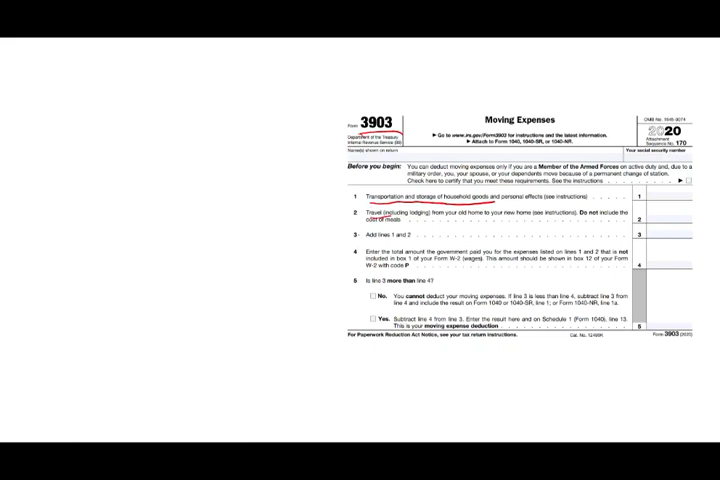 Form 3903
Department of the Treasury
Internal Revenue Service (99)
Moving Expenses
▶ Go to www.irs.gov/Form3903 for instructions and the latest information.
▶ Attach to Form 1040, 1040-SR, or 1040-NR.
OMB No. 1545-0074
2020
Attachment
Sequence No. 170
Name(s) shown on return
Your social security number
Before you begin: You can deduct moving expenses only if you are a Member of the Armed Forces on active duty and, due to a
military order, you, your spouse, or your dependents move because of a permanent change of station.
Check here to certify that you meet these requirements. See the instructions . . . . . . . . ▶
1 Transportation and storage of household goods and personal effects (see instructions) . . . . . 1
2 Travel (including lodging) from your old home to your new home (see instructions). Do not include the
cost of meals . . . . . . . . . . 2
3 Add lines 1 and 2 . . . . . . . . . . 3
4 Enter the total amount the government paid you for the expenses listed on lines 1 and 2 that is not
included in box 1 of your Form W-2 (wages). This amount should be shown in box 12 of your Form
W-2 with code P . . . . . . . . . . 4
5 Is line 3 more than line 4?
No. You cannot deduct your moving expenses. If line 3 is less than line 4, subtract line 3 from
line 4 and include the result on Form 1040 or 1040-SR, line 1; or Form 1040-NR, line 1a.
Yes. Subtract line 4 from line 3. Enter the result here and on Schedule 1 (Form 1040), line 13.
This is your moving expense deduction . . . . . . . . . . 5
For Paperwork Reduction Act Notice, see your tax return instructions.
Cat. No. 12490K
Form 3903 (2020)